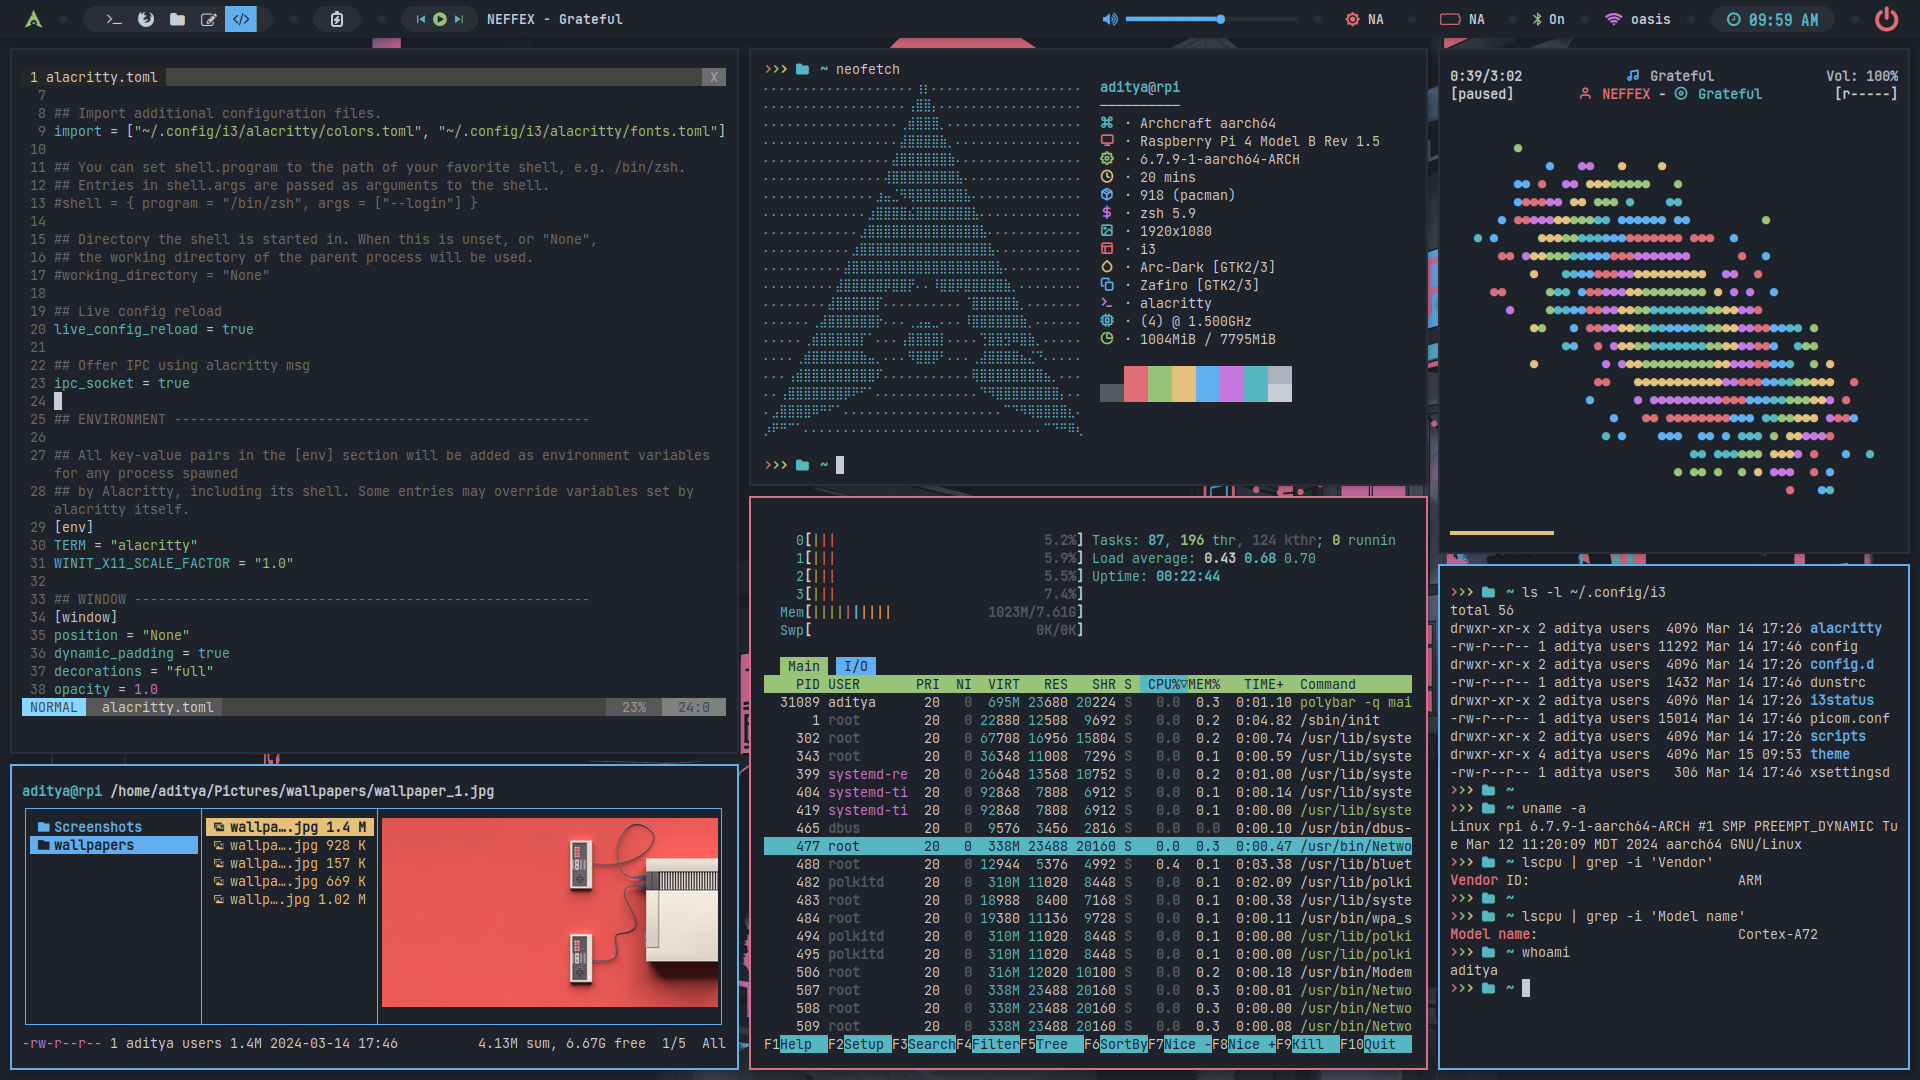 NEFFEX - Grateful
NA
NA
On
oasis
09:59 AM
1 alacritty.toml X
7
8 ## Import additional configuration files.
9 import = ["~/.config/i3/alacritty/colors.toml", "~/.config/i3/alacritty/fonts.toml"]
10
11 ## You can set shell.program to the path of your favorite shell, e.g. /bin/zsh.
12 ## Entries in shell.args are passed as arguments to the shell.
13 #shell = { program = "/bin/zsh", args = ["--login"] }
14
15 ## Directory the shell is started in. When this is unset, or "None",
16 ## the working directory of the parent process will be used.
17 #working_directory = "None"
18
19 ## Live config reload
20 live_config_reload = true
21
22 ## Offer IPC using alacritty msg
23 ipc_socket = true
24
25 ## ENVIRONMENT ----------------------------------------------------
26
27 ## All key-value pairs in the [env] section will be added as environment variables
for any process spawned
28 ## by Alacritty, including its shell. Some entries may override variables set by
alacritty itself.
29 [env]
30 TERM = "alacritty"
31 WINIT_X11_SCALE_FACTOR = "1.0"
32
33 ## WINDOW ---------------------------------------------------------
34 [window]
35 position = "None"
36 dynamic_padding = true
37 decorations = "full"
38 opacity = 1.0
NORMAL alacritty.toml 23% 24:0
aditya@rpi /home/aditya/Pictures/wallpapers/wallpaper_1.jpg
Screenshots
wallpapers
wallpa….jpg 1.4 M
wallpa….jpg 928 K
wallpa….jpg 157 K
wallpa….jpg 669 K
wallp….jpg 1.02 M
-rw-r--r-- 1 aditya users 1.4M 2024-03-14 17:46 4.13M sum, 6.67G free 1/5 All
>>> ~ neofetch
aditya@rpi
──────────
· Archcraft aarch64
· Raspberry Pi 4 Model B Rev 1.5
· 6.7.9-1-aarch64-ARCH
· 20 mins
· 918 (pacman)
· zsh 5.9
· 1920x1080
· i3
· Arc-Dark [GTK2/3]
· Zafiro [GTK2/3]
· alacritty
· (4) @ 1.500GHz
· 1004MiB / 7795MiB
>>> ~
0[||| 5.2%] Tasks: 87, 196 thr, 124 kthr; 0 runnin
1[||| 5.9%] Load average: 0.43 0.68 0.70
2[||| 5.5%] Uptime: 00:22:44
3[||| 7.4%]
Mem[|||||||||| 1023M/7.61G]
Swp[ 0K/0K]
Main I/O
PID USER PRI NI VIRT RES SHR S CPU%▽MEM% TIME+ Command
31089 aditya 20 0 695M 23680 20224 S 0.0 0.3 0:01.10 polybar -q mai
1 root 20 0 22880 12508 9692 S 0.0 0.2 0:04.82 /sbin/init
302 root 20 0 67708 16956 15804 S 0.0 0.2 0:00.74 /usr/lib/syste
343 root 20 0 36348 11008 7296 S 0.0 0.1 0:00.59 /usr/lib/syste
399 systemd-re 20 0 26648 13568 10752 S 0.0 0.2 0:01.00 /usr/lib/syste
404 systemd-ti 20 0 92868 7808 6912 S 0.0 0.1 0:00.14 /usr/lib/syste
419 systemd-ti 20 0 92868 7808 6912 S 0.0 0.1 0:00.00 /usr/lib/syste
465 dbus 20 0 9576 3456 2816 S 0.0 0.0 0:00.10 /usr/bin/dbus-
477 root 20 0 338M 23488 20160 S 0.0 0.3 0:00.47 /usr/bin/Netwo
480 root 20 0 12944 5376 4992 S 0.4 0.1 0:03.38 /usr/lib/bluet
482 polkitd 20 0 310M 11020 8448 S 0.0 0.1 0:02.09 /usr/lib/polki
483 root 20 0 18988 8400 7168 S 0.0 0.1 0:00.38 /usr/lib/syste
484 root 20 0 19380 11136 9728 S 0.0 0.1 0:00.11 /usr/bin/wpa_s
494 polkitd 20 0 310M 11020 8448 S 0.0 0.1 0:00.00 /usr/lib/polki
495 polkitd 20 0 310M 11020 8448 S 0.0 0.1 0:00.00 /usr/lib/polki
506 root 20 0 316M 12020 10100 S 0.0 0.2 0:00.18 /usr/bin/Modem
507 root 20 0 338M 23488 20160 S 0.0 0.3 0:00.01 /usr/bin/Netwo
508 root 20 0 338M 23488 20160 S 0.0 0.3 0:00.00 /usr/bin/Netwo
509 root 20 0 338M 23488 20160 S 0.0 0.3 0:00.08 /usr/bin/Netwo
F1Help F2Setup F3SearchF4FilterF5Tree F6SortByF7Nice -F8Nice +F9Kill F10Quit
0:39/3:02 Grateful Vol: 100%
[paused] NEFFEX - Grateful [r-----]
>>> ~ ls -l ~/.config/i3
total 56
drwxr-xr-x 2 aditya users 4096 Mar 14 17:26 alacritty
-rw-r--r-- 1 aditya users 11292 Mar 14 17:46 config
drwxr-xr-x 2 aditya users 4096 Mar 14 17:26 config.d
-rw-r--r-- 1 aditya users 1432 Mar 14 17:46 dunstrc
drwxr-xr-x 2 aditya users 4096 Mar 14 17:26 i3status
-rw-r--r-- 1 aditya users 15014 Mar 14 17:46 picom.conf
drwxr-xr-x 2 aditya users 4096 Mar 14 17:26 scripts
drwxr-xr-x 4 aditya users 4096 Mar 15 09:53 theme
-rw-r--r-- 1 aditya users 306 Mar 14 17:46 xsettingsd
>>> ~
>>> ~ uname -a
Linux rpi 6.7.9-1-aarch64-ARCH #1 SMP PREEMPT_DYNAMIC Tu
e Mar 12 11:20:09 MDT 2024 aarch64 GNU/Linux
>>> ~ lscpu | grep -i 'Vendor'
Vendor ID: ARM
>>> ~
>>> ~ lscpu | grep -i 'Model name'
Model name: Cortex-A72
>>> ~ whoami
aditya
>>> ~